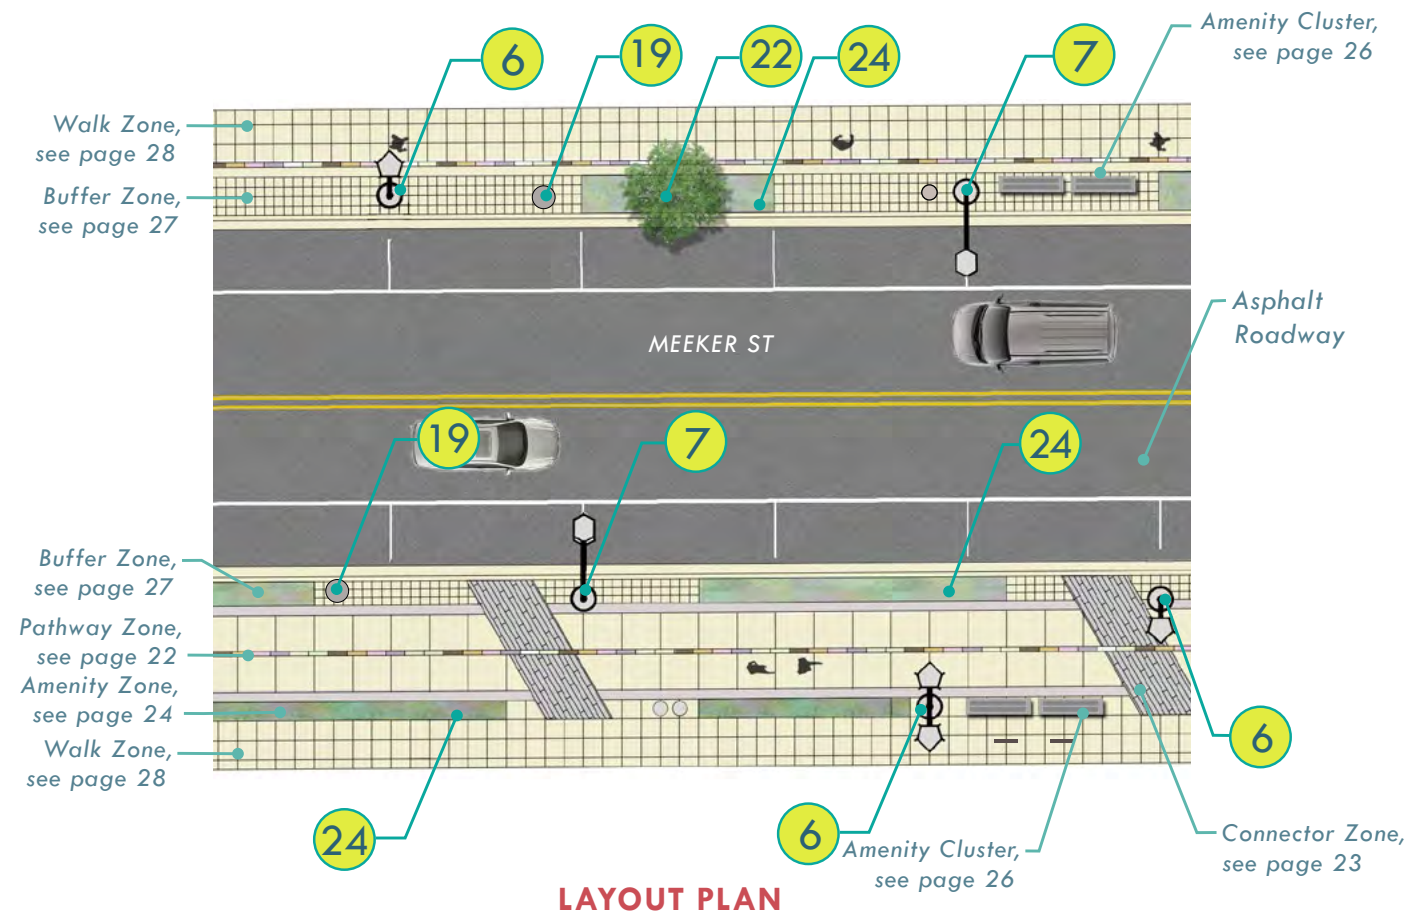 Amenity Cluster,
see page 26
6
19
22
24
7
Walk Zone,
see page 28
Buffer Zone,
see page 27
Asphalt
Roadway
MEEKER ST
19
7
24
Buffer Zone,
see page 27
Pathway Zone,
see page 22
Amenity Zone,
see page 24
Walk Zone,
see page 28
6
24
6
Amenity Cluster,
see page 26
Connector Zone,
see page 23
LAYOUT PLAN